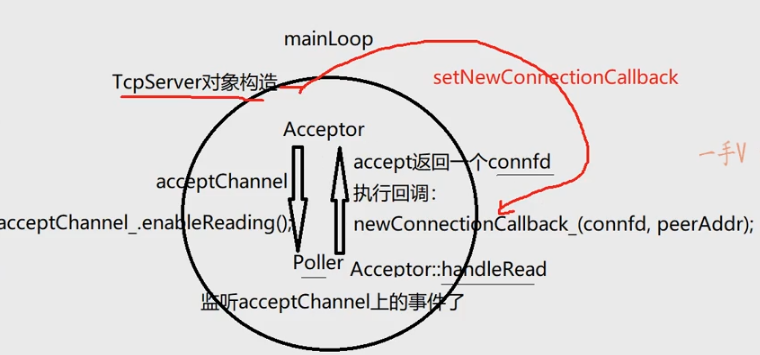 mainLoop
TcpServer对象构造
setNewConnectionCallback
Acceptor
accept返回一个connfd
一手V
acceptChannel
执行回调:
acceptChannel_.enableReading();
newConnectionCallback_(connfd, peerAddr);
Poller
Acceptor::handleRead
监听acceptChannel上的事件了